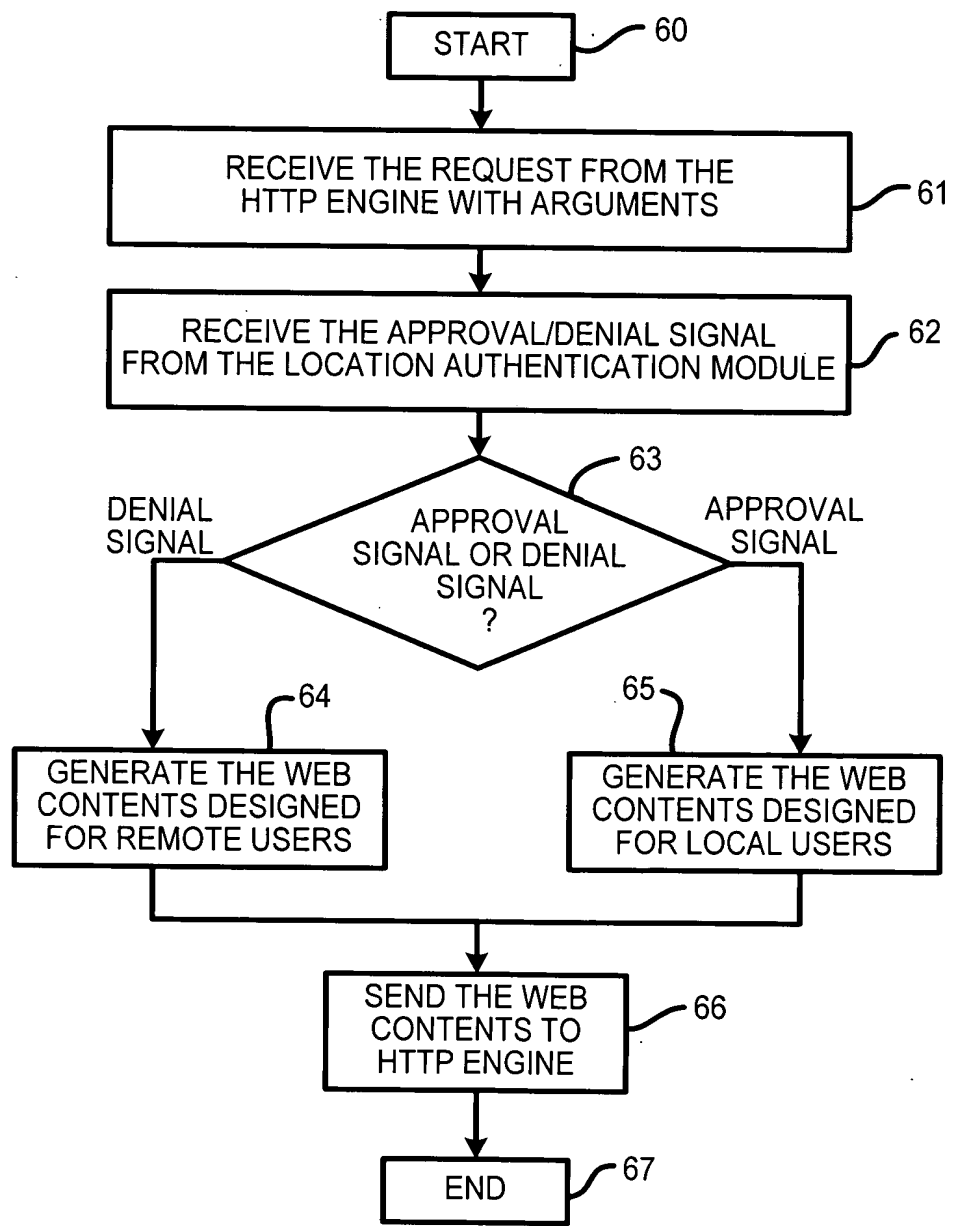 START
60
RECEIVE THE REQUEST FROM THE
HTTP ENGINE WITH ARGUMENTS
61
RECEIVE THE APPROVAL/DENIAL SIGNAL
FROM THE LOCATION AUTHENTICATION MODULE
62
63
DENIAL
SIGNAL
APPROVAL
SIGNAL OR DENIAL
SIGNAL
?
APPROVAL
SIGNAL
64
GENERATE THE WEB
CONTENTS DESIGNED
FOR REMOTE USERS
65
GENERATE THE WEB
CONTENTS DESIGNED
FOR LOCAL USERS
SEND THE WEB
CONTENTS TO
HTTP ENGINE
66
END
67